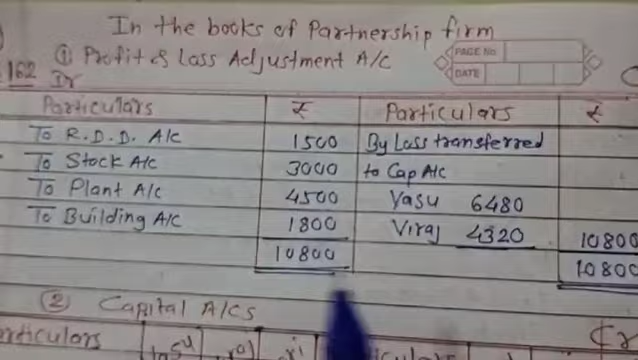 In the books of Partnership firm
① Profit & Loss Adjustment A/C
PAGE No.
DATE
162 Dr
Particulars ₹ Particulars ₹
To R.D.D. A/c 1500 By Loss transferred
To Stock A/c 3000 to Cap A/c
To Plant A/c 4500 Yasu 6480
To Building A/c 1800 Viraj 4320 10800
10800 10800
② Capital A/Cs